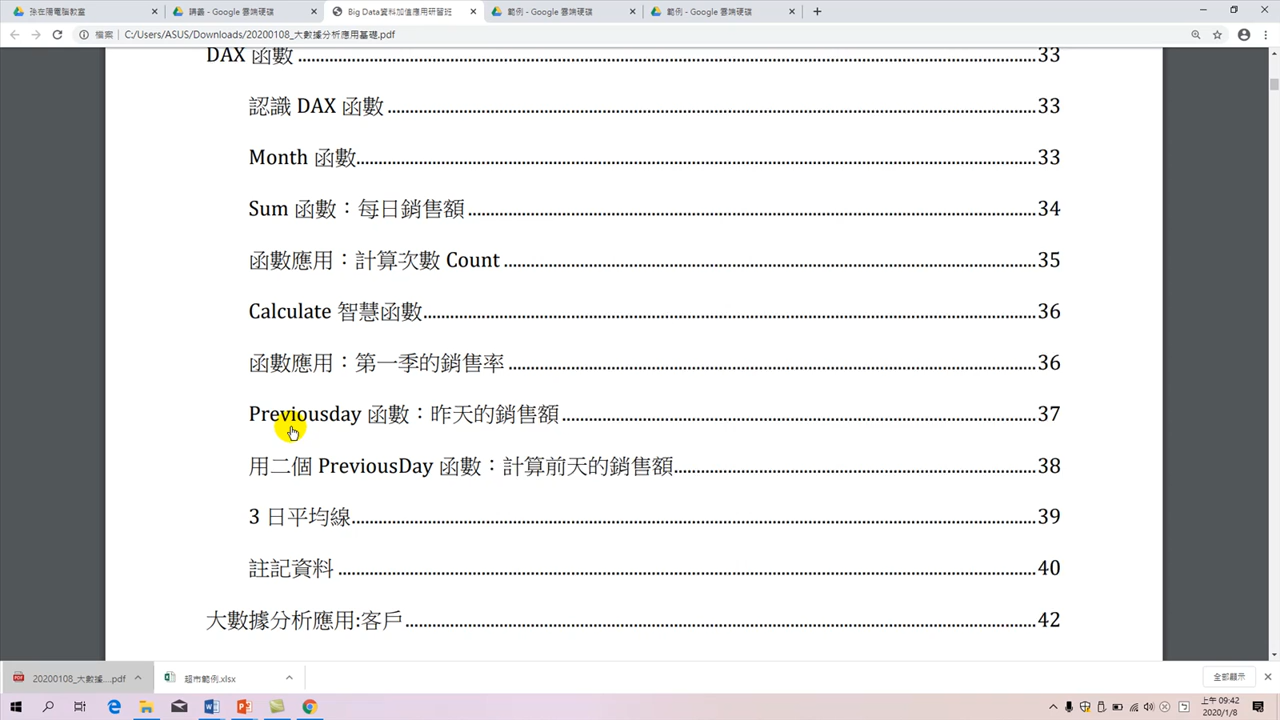 孫在陽電腦教室
講義 - Google 雲端硬碟
Big Data資料加值應用研習班
範例 - Google 雲端硬碟
範例 - Google 雲端硬碟
檔案 | C:/Users/ASUS/Downloads/20200108_大數據分析應用基礎.pdf
DAX 函數 33
認識 DAX 函數 33
Month 函數 33
Sum 函數：每日銷售額 34
函數應用：計算次數 Count 35
Calculate 智慧函數 36
函數應用：第一季的銷售率 36
Previousday 函數：昨天的銷售額 37
用二個 PreviousDay 函數：計算前天的銷售額 38
3 日平均線 39
註記資料 40
大數據分析應用:客戶 42
20200108_大數據....pdf
超市範例.xlsx
全部顯示
上午 09:42
2020/1/8